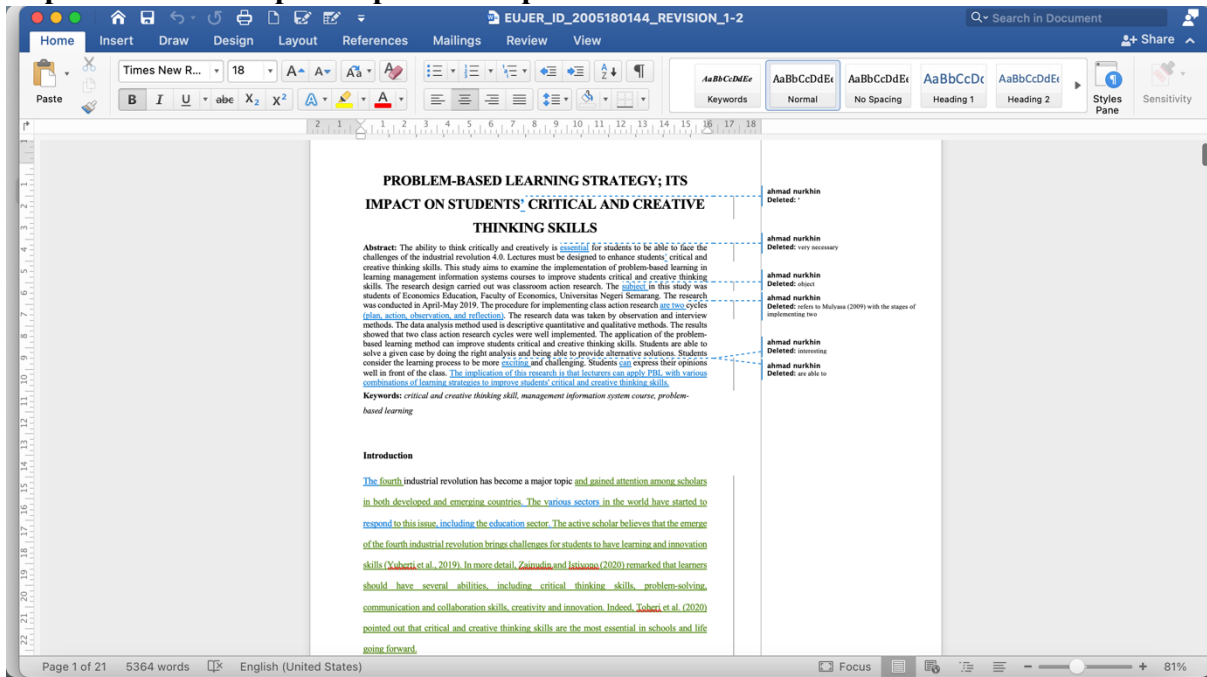 EUJER_ID_2005180144_REVISION_1-2
Search in Document
Home Insert Draw Design Layout References Mailings Review View
Share
Paste
Times New R... 18
B I U abc X2 X2
AaBbCcDdEe AaBbCcDdEe AaBbCcDdEe AaBbCcDc AaBbCcDdEe
Keywords Normal No Spacing Heading 1 Heading 2
Styles Pane
Sensitivity
2 1 1 2 3 4 5 6 7 8 9 10 11 12 13 14 15 16 17 18
PROBLEM-BASED LEARNING STRATEGY; ITS
IMPACT ON STUDENTS' CRITICAL AND CREATIVE
THINKING SKILLS
Abstract: The ability to think critically and creatively is essential for students to be able to face the
challenges of the industrial revolution 4.0. Lectures must be designed to enhance students' critical and
creative thinking skills. This study aims to examine the implementation of problem-based learning in
learning management information systems courses to improve students critical and creative thinking
skills. The research design carried out was classroom action research. The subject in this study was
students of Economics Education, Faculty of Economics, Universitas Negeri Semarang. The research
was conducted in April-May 2019. The procedure for implementing class action research are two cycles
(plan, action, observation, and reflection). The research data was taken by observation and interview
methods. The data analysis method used is descriptive quantitative and qualitative methods. The results
showed that two class action research cycles were well implemented. The application of the problem-
based learning method can improve students critical and creative thinking skills. Students are able to
solve a given case by doing the right analysis and being able to provide alternative solutions. Students
consider the learning process to be more exciting and challenging. Students can express their opinions
well in front of the class. The implication of this research is that lecturers can apply PBL with various
combinations of learning strategies to improve students' critical and creative thinking skills.
Keywords: critical and creative thinking skill, management information system course, problem-
based learning
ahmad nurkhin
Deleted: '
ahmad nurkhin
Deleted: very necessary
ahmad nurkhin
Deleted: object
ahmad nurkhin
Deleted: refers to Mulyasa (2009) with the stages of
implementing two
ahmad nurkhin
Deleted: interesting
ahmad nurkhin
Deleted: are able to
Introduction
The fourth industrial revolution has become a major topic and gained attention among scholars
in both developed and emerging countries. The various sectors in the world have started to
respond to this issue, including the education sector. The active scholar believes that the emerge
of the fourth industrial revolution brings challenges for students to have learning and innovation
skills (Yuberti et al., 2019). In more detail, Zainudin and Istiyono (2020) remarked that learners
should have several abilities, including critical thinking skills, problem-solving,
communication and collaboration skills, creativity and innovation. Indeed, Toheri et al. (2020)
pointed out that critical and creative thinking skills are the most essential in schools and life
going forward.
Page 1 of 21 5364 words English (United States) Focus 81%